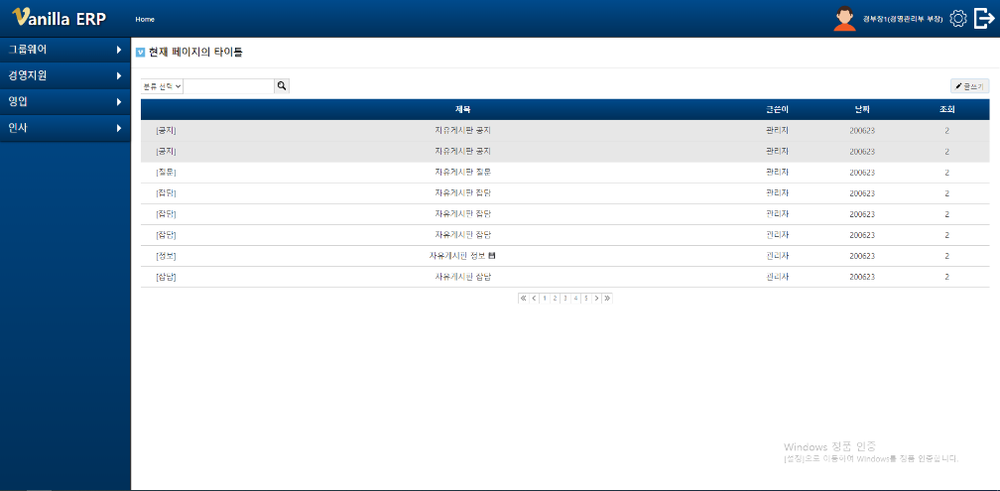 Vanilla ERP
Home
경부장1(경영관리부 부장)
그룹웨어
경영지원
영업
인사
현재 페이지의 타이틀
분류 선택
글쓰기
제목 글쓴이 날짜 조회
[공지] 자유게시판 공지 관리자 200623 2
[공지] 자유게시판 공지 관리자 200623 2
[질문] 자유게시판 질문 관리자 200623 2
[잡담] 자유게시판 잡담 관리자 200623 2
[잡담] 자유게시판 잡담 관리자 200623 2
[잡담] 자유게시판 잡담 관리자 200623 2
[정보] 자유게시판 정보 관리자 200623 2
[잡담] 자유게시판 잡담 관리자 200623 2
« < 1 2 3 4 5 > »
Windows 정품 인증
[설정]으로 이동하여 Windows를 정품 인증합니다.